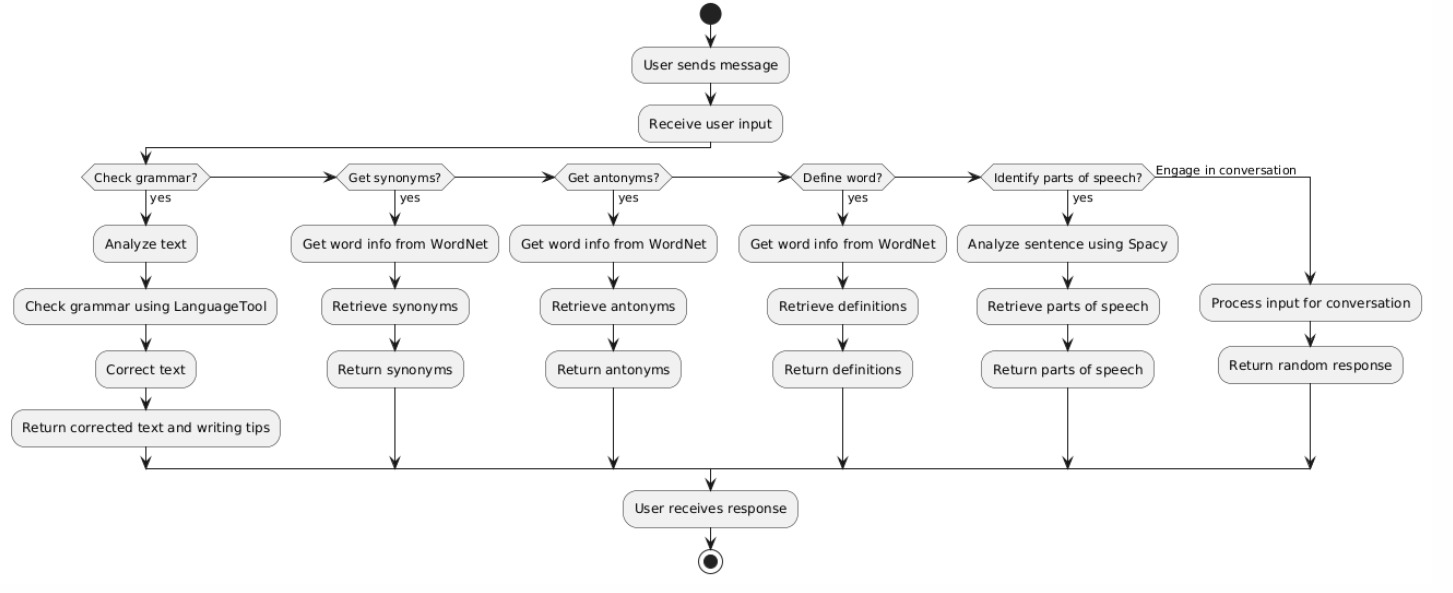 User sends message
Receive user input
Check grammar?
Get synonyms?
Get antonyms?
Define word?
Identify parts of speech?
Engage in conversation
yes
yes
yes
yes
yes
Analyze text
Get word info from WordNet
Get word info from WordNet
Get word info from WordNet
Analyze sentence using Spacy
Check grammar using LanguageTool
Retrieve synonyms
Retrieve antonyms
Retrieve definitions
Retrieve parts of speech
Process input for conversation
Correct text
Return synonyms
Return antonyms
Return definitions
Return parts of speech
Return random response
Return corrected text and writing tips
User receives response